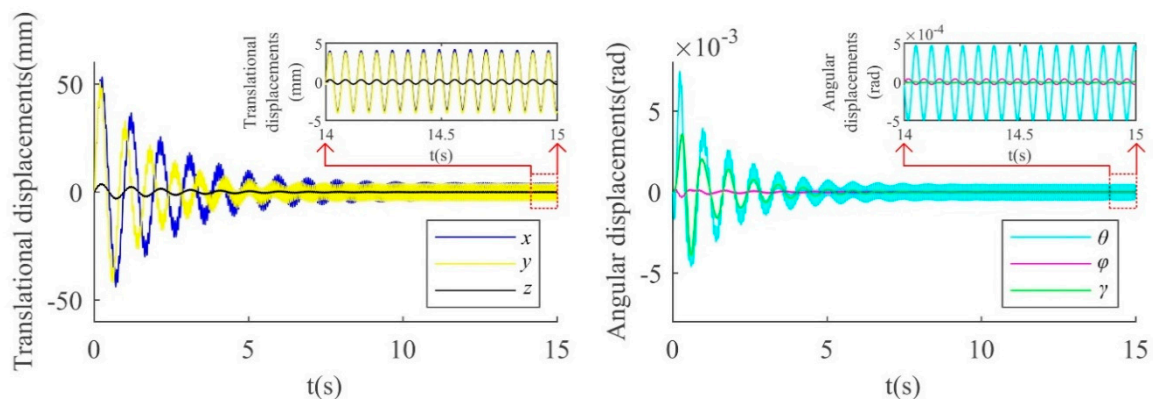 Translational displacements(mm)
50
0
-50
0
5
10
15
t(s)
Translational
displacements
(mm)
5
0
-5
14
14.5
15
t(s)
x
y
z
Angular displacements(rad)
×10⁻³
5
0
-5
0
5
10
15
t(s)
Angular
displacements
(rad)
×10⁻⁴
5
0
-5
14
14.5
15
t(s)
θ
φ
γ